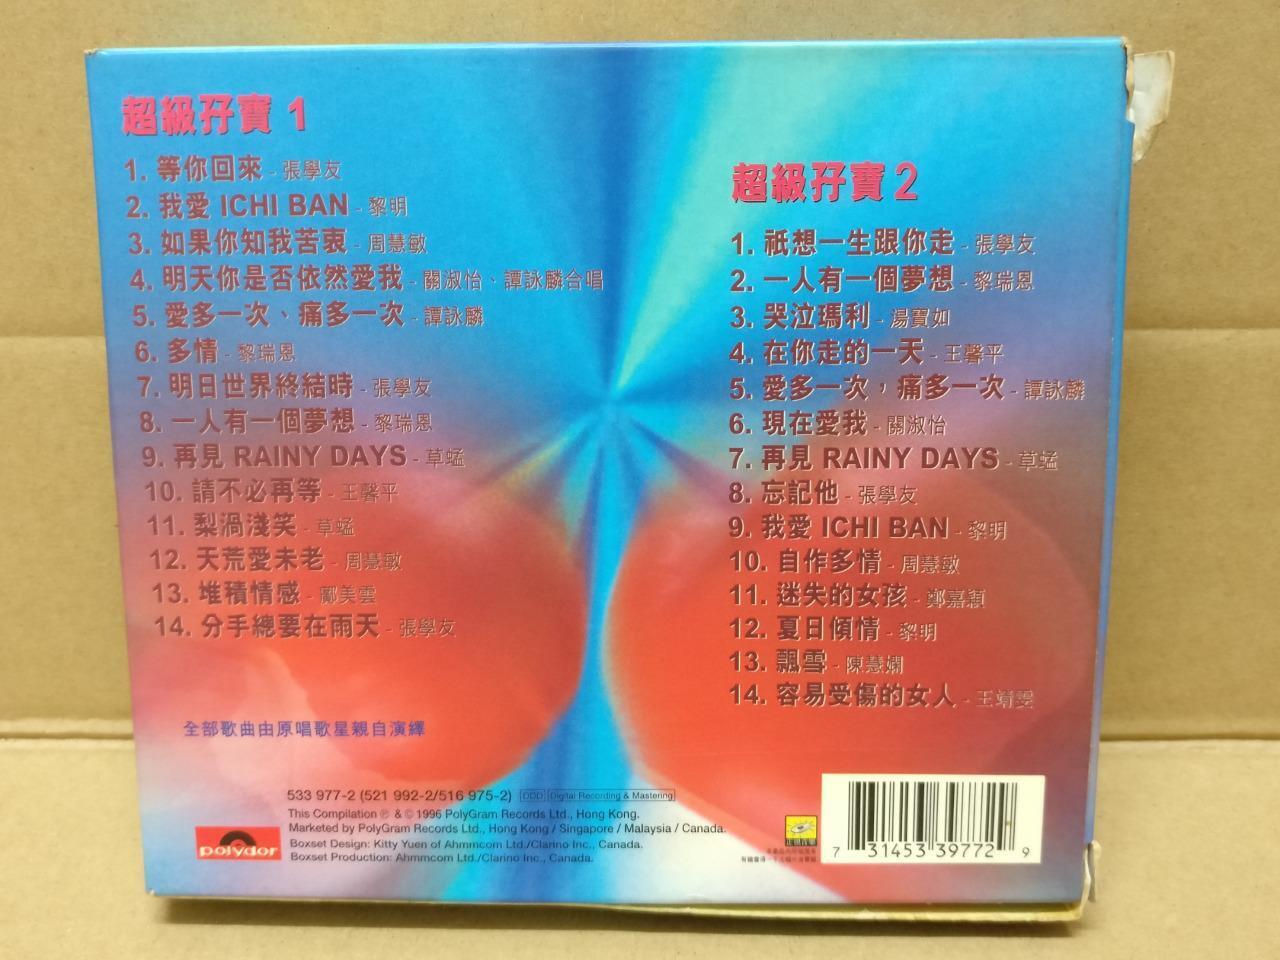 超級孖寶 1
1. 等你回來 - 張學友
2. 我愛 ICHI BAN - 黎明
3. 如果你知我苦衷 - 周慧敏
4. 明天你是否依然愛我 - 關淑怡、譚詠麟合唱
5. 愛多一次、痛多一次 - 譚詠麟
6. 多情 - 黎瑞恩
7. 明日世界終結時 - 張學友
8. 一人有一個夢想 - 黎瑞恩
9. 再見 RAINY DAYS - 草蜢
10. 請不必再等 - 王馨平
11. 梨渦淺笑 - 草蜢
12. 天荒愛未老 - 周慧敏
13. 堆積情感 - 鄺美雲
14. 分手總要在雨天 - 張學友
全部歌曲由原唱歌星親自演繹
超級孖寶 2
1. 祇想一生跟你走 - 張學友
2. 一人有一個夢想 - 黎瑞恩
3. 哭泣瑪利 - 湯寶如
4. 在你走的一天 - 王馨平
5. 愛多一次，痛多一次 - 譚詠麟
6. 現在愛我 - 關淑怡
7. 再見 RAINY DAYS - 草蜢
8. 忘記他 - 張學友
9. 我愛 ICHI BAN - 黎明
10. 自作多情 - 周慧敏
11. 迷失的女孩 - 鄭嘉穎
12. 夏日傾情 - 黎明
13. 飄雪 - 陳慧嫻
14. 容易受傷的女人 - 王靖雯
533 977-2 (521 992-2/516 975-2) DDD Digital Recording & Mastering
This Compilation ℗ & © 1996 PolyGram Records Ltd., Hong Kong.
Marketed by PolyGram Records Ltd., Hong Kong / Singapore / Malaysia / Canada.
Boxset Design: Kitty Yuen of Ahmmcom Ltd./Clarino Inc., Canada.
Boxset Production: Ahmmcom Ltd./Clarino Inc., Canada.
polydor
7 31453 39772 9